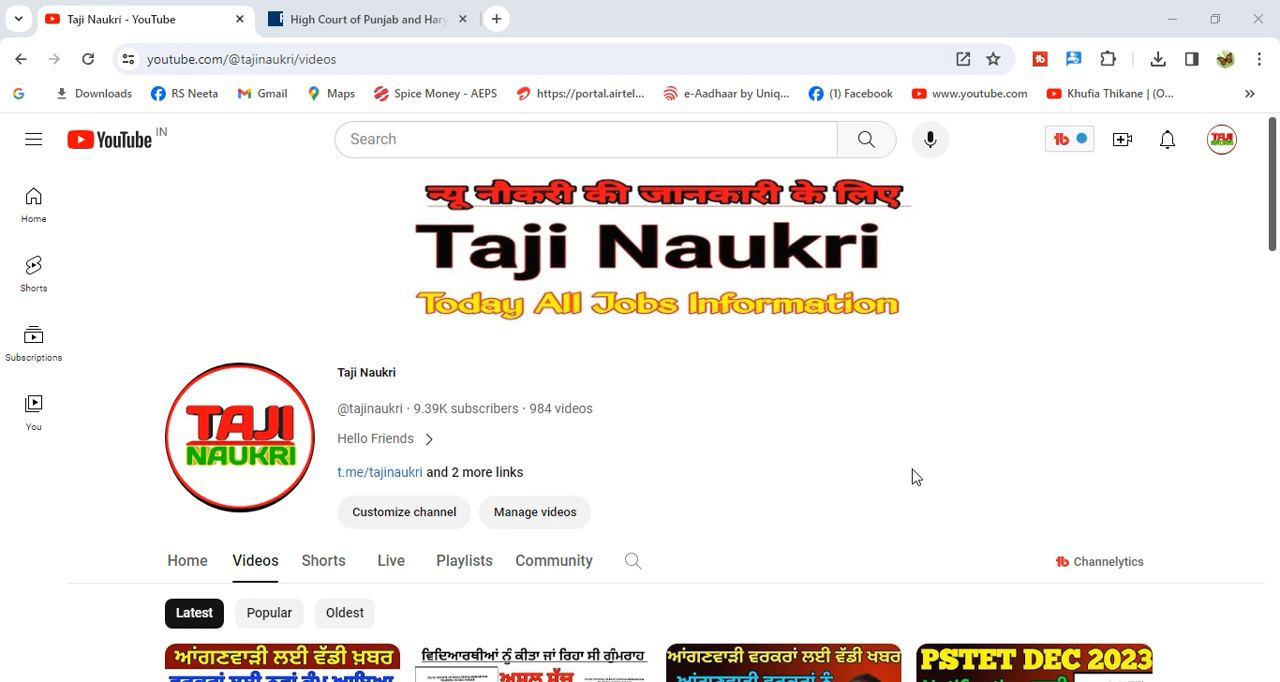 Taji Naukri - YouTube
High Court of Punjab and Har
youtube.com/@tajinaukri/videos
Downloads
RS Neeta
Gmail
Maps
Spice Money - AEPS
https://portal.airtel...
e-Aadhaar by Uniq...
(1) Facebook
www.youtube.com
Khufia Thikane | (O...
YouTube IN
Search
Home
Shorts
Subscriptions
You
न्यू नौकरी की जानकारी के लिए
Taji Naukri
Today All Jobs Information
TAJI
NAUKRI
Taji Naukri
@tajinaukri · 9.39K subscribers · 984 videos
Hello Friends
t.me/tajinaukri and 2 more links
Customize channel
Manage videos
Home
Videos
Shorts
Live
Playlists
Community
Channelytics
Latest
Popular
Oldest
ਆਂਗਣਵਾੜੀ ਲਈ ਵੱਡੀ ਖ਼ਬਰ
ਵਿਦਿਆਰਥੀਆਂ ਨੂੰ ਕੀਤਾ ਜਾਂ ਰਿਹਾ ਸੀ ਗੁੰਮਰਾਹ
ਆਂਗਣਵਾੜੀ ਵਰਕਰਾਂ ਲਈ ਵੱਡੀ ਖਬਰ
PSTET DEC 2023